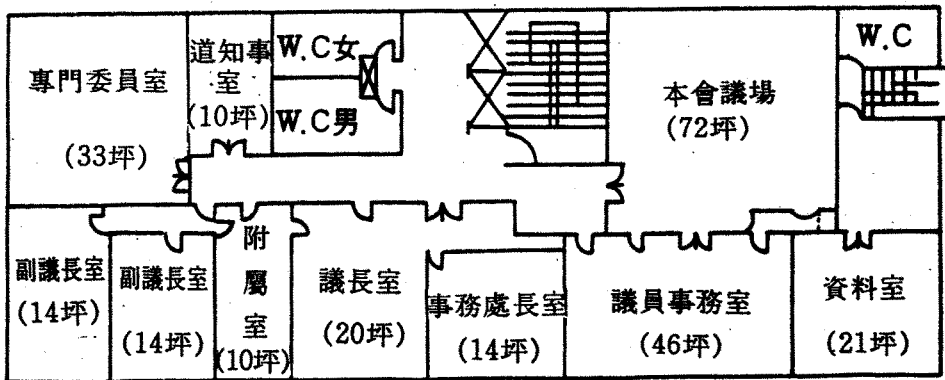 專門委員室
(33坪)
道知事
室
(10坪)
W.C女
W.C男
本會議場
(72坪)
W.C
副議長室
(14坪)
副議長室
(14坪)
附
屬
室
(10坪)
議長室
(20坪)
事務處長室
(14坪)
議員事務室
(46坪)
資料室
(21坪)